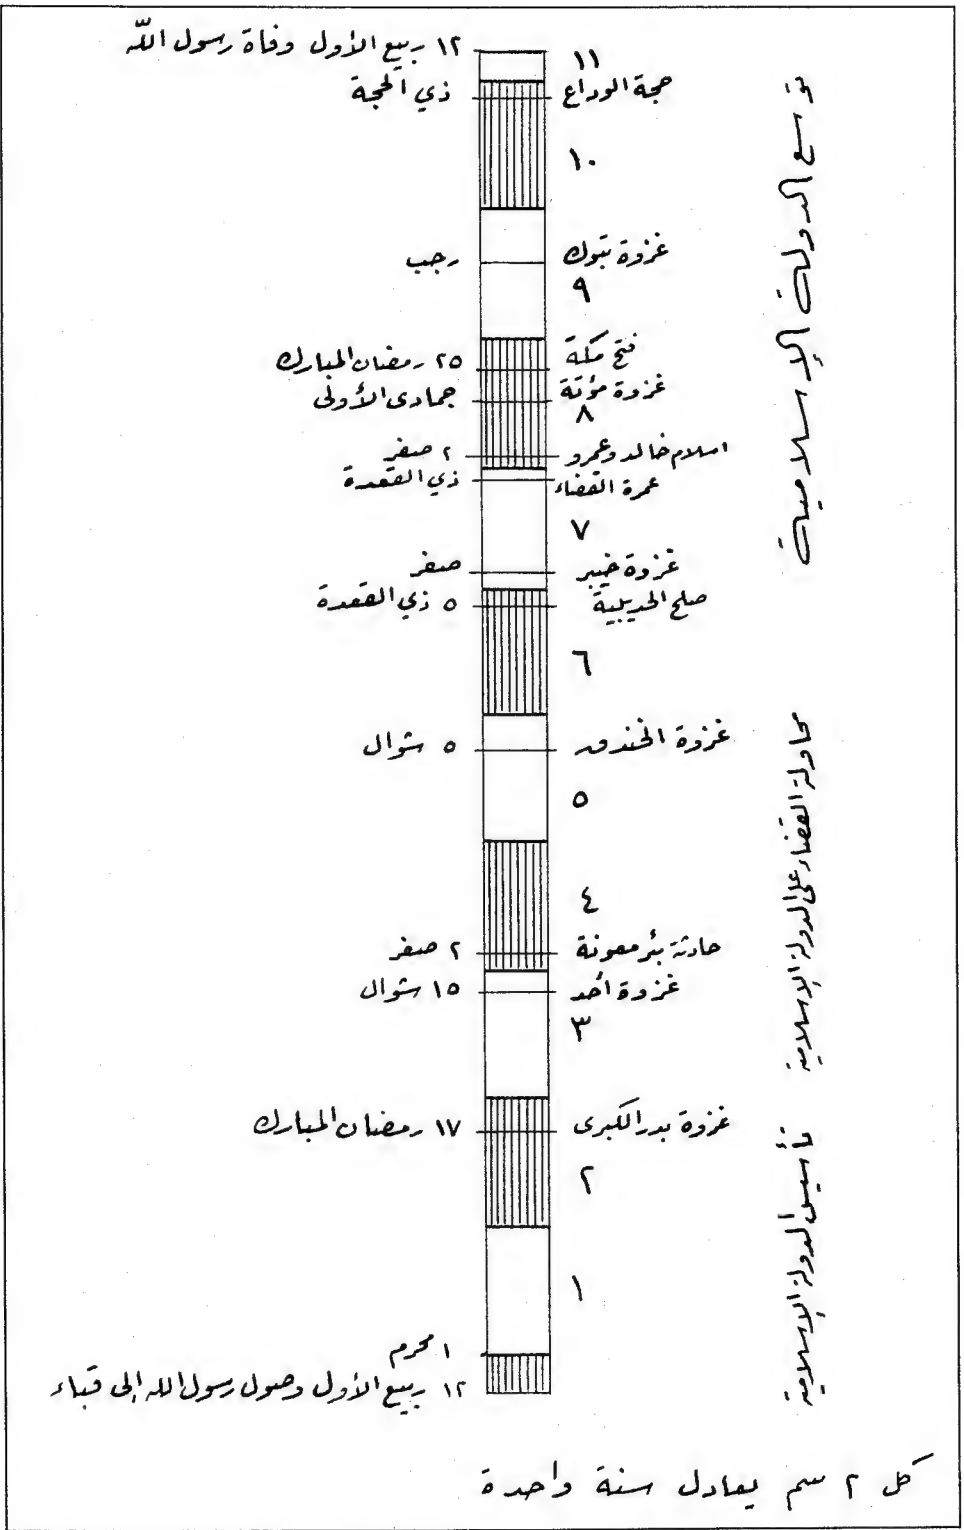 ١٢ ربيع الأول وفاة رسول اللّه
١١
حجة الوداع
ذي الحجة
١٠
غزوة تبوك
رجب
٩
فتح مكة
٢٥ رمضان المبارك
غزوة مؤتة
جمادى الأولى
٨
اسلام خالد وعمرو
٢ صفر
عمرة القضاء
ذي القعدة
٧
غزوة خيبر
صفر
صلح الحديبية
٥ ذي القعدة
٦
غزوة الخندق
٥ شوال
٥
٤
حادثة بئر معونة
٢ صفر
غزوة أحد
١٥ شوال
٣
غزوة بدر الكبرى
١٧ رمضان المبارك
٢
١
١ محرم
١٢ ربيع الأول وصول رسول الله إلى قباء
توسع الدولة الإسلامية
محاولة القضاء على الدولة الإسلامية
تأسيس الدولة الإسلامية
كل ٢ سم يعادل سنة واحدة